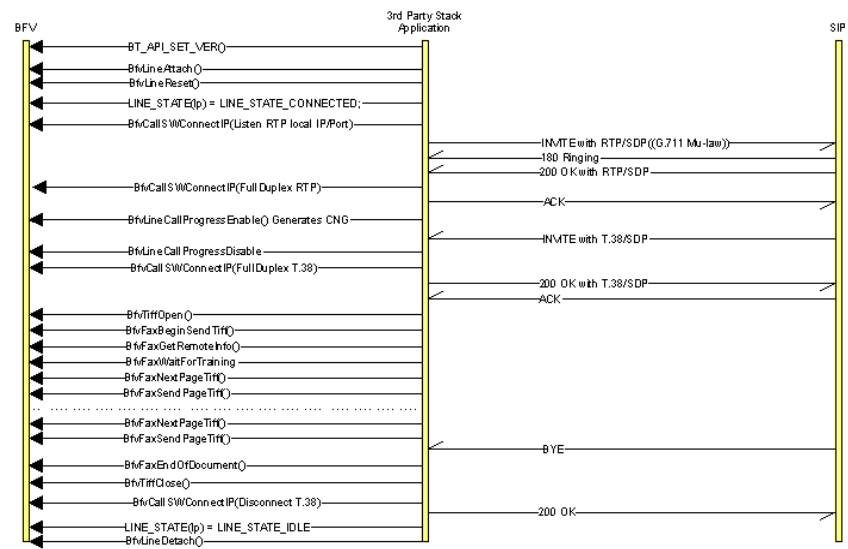 3rd Party Stack
Application
BFV
SIP
BT_API_SET_VER()
BfvLineAttach()
BfvLineReset()
LINE_STATE(lp) = LINE_STATE_CONNECTED;
BfvCallSWConnectIP(Listen RTP local IP/Port)
INVITE with RTP/SDP((G.711 Mu-law))
180 Ringing
200 OK with RTP/SDP
BfvCallSWConnectIP(Full Duplex RTP)
ACK
BfvLineCallProgressEnable() Generates CNG
INVITE with T.38/SDP
BfvLineCallProgressDisable
BfvCallSWConnectIP(Full Duplex T.38)
200 OK with T.38/SDP
ACK
BfvTiffOpen()
BfvFaxBeginSendTiff()
BfvFaxGetRemoteInfo()
BfvFaxWaitForTraining
BfvFaxNextPageTiff()
BfvFaxSendPageTiff()
BfvFaxNextPageTiff()
BfvFaxSendPageTiff()
BYE
BfvFaxEndOfDocument()
BfvTiffClose()
BfvCallSWConnectIP(Disconnect T.38)
200 OK
LINE_STATE(lp) = LINE_STATE_IDLE
BfvLineDetach()